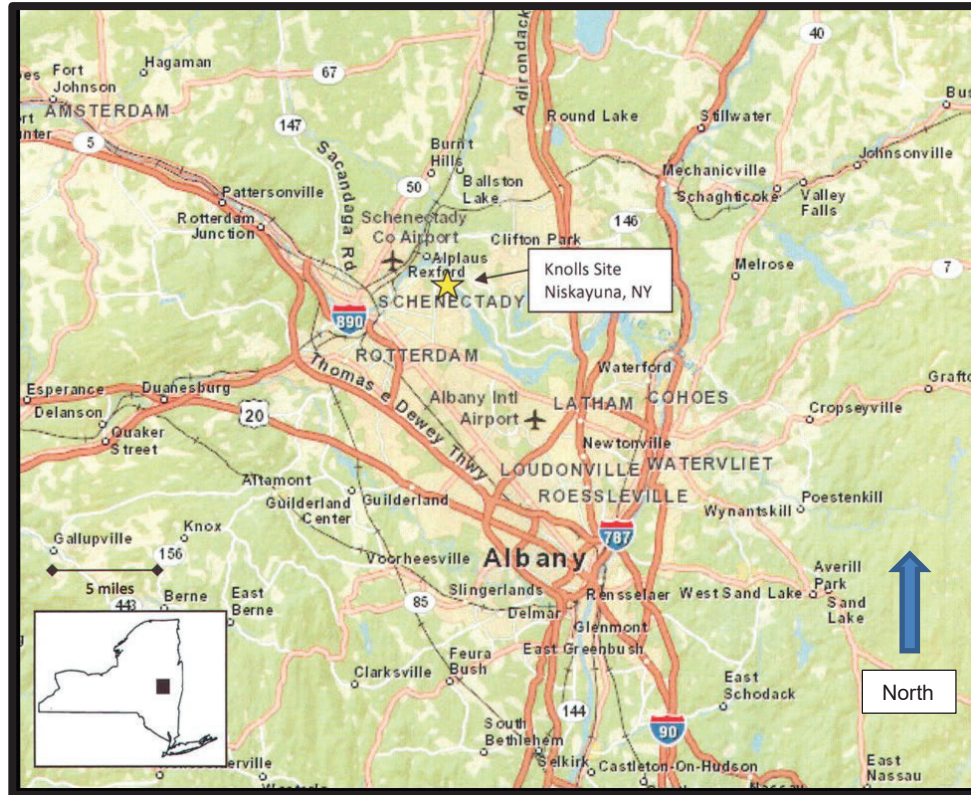 Hagaman
Fort
Johnson
AMSTERDAM
67
40
Adirondack
5
147
Sacandaga Rd
Round Lake
Stillwater
Johnsonville
Burnt
Hills
50
Ballston
Lake
Mechanicville
Schaghticoke
Valley
Falls
Pattersonville
Rotterdam
Junction
Schenectady
Co Airport
146
Clifton Park
Alplaus
Rexford
Knolls Site
Niskayuna, NY
Melrose
7
SCHENECTADY
890
ROTTERDAM
Thomas e Dewey Thwy
Waterford
Esperance
Duanesburg
Delanson
20
Quaker
Street
Albany Intl
Airport
LATHAM
COHOES
Cropseyville
Newtonville
LOUDONVILLE
WATERVLIET
ROESSLEVILLE
Altamont
Guilderland
Center
Guilderland
Poestenkill
Wynantskill
Knox
Gallupville
156
787
Albany
Voorheesville
5 miles
443
Berne
East
Berne
85
Slingerlands
Delmar
Rensselaer
West Sand Lake
Averill
Park
Sand
Lake
Glenmont
East Greenbush
Feura
Bush
Clarksville
East
Schodack
North
144
90
South
Bethlehem
Selkirk
Castleton-On-Hudson
East
Nassau